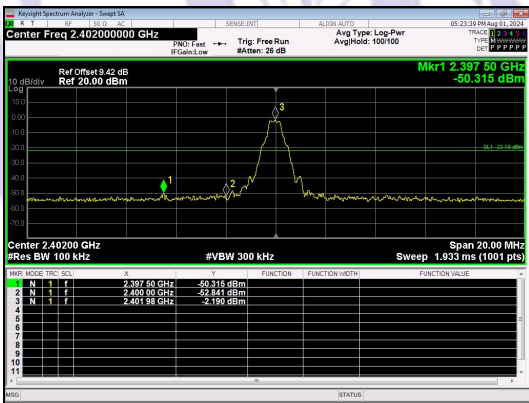 Keysight Spectrum Analyzer - Swept SA
R T RF 50 Ω AC SENSE:INT ALIGN AUTO 05:23:39 PM Aug 01, 2024
Center Freq 2.402000000 GHz
PNO: Fast
IFGain:Low
Trig: Free Run
#Atten: 26 dB
Avg Type: Log-Pwr
Avg|Hold: 100/100
TRACE 1 2 3 4 5 6
TYPE M W W W W W
DET P P P P P P
10 dB/div
Log
Ref Offset 9.42 dB
Ref 20.00 dBm
Mkr1 2.397 50 GHz
-50.315 dBm
10.0
0.00
-10.0
-20.0
-30.0
-40.0
-50.0
-60.0
-70.0
1
2
3
DL1 -22.19 dBm
Center 2.40200 GHz Span 20.00 MHz
#Res BW 100 kHz #VBW 300 kHz Sweep 1.933 ms (1001 pts)
MKR MODE TRC SCL X Y FUNCTION FUNCTION WIDTH FUNCTION VALUE
1 N 1 f 2.397 50 GHz -50.315 dBm
2 N 1 f 2.400 00 GHz -52.841 dBm
3 N 1 f 2.401 98 GHz -2.190 dBm
4
5
6
7
8
9
10
11
MSG STATUS